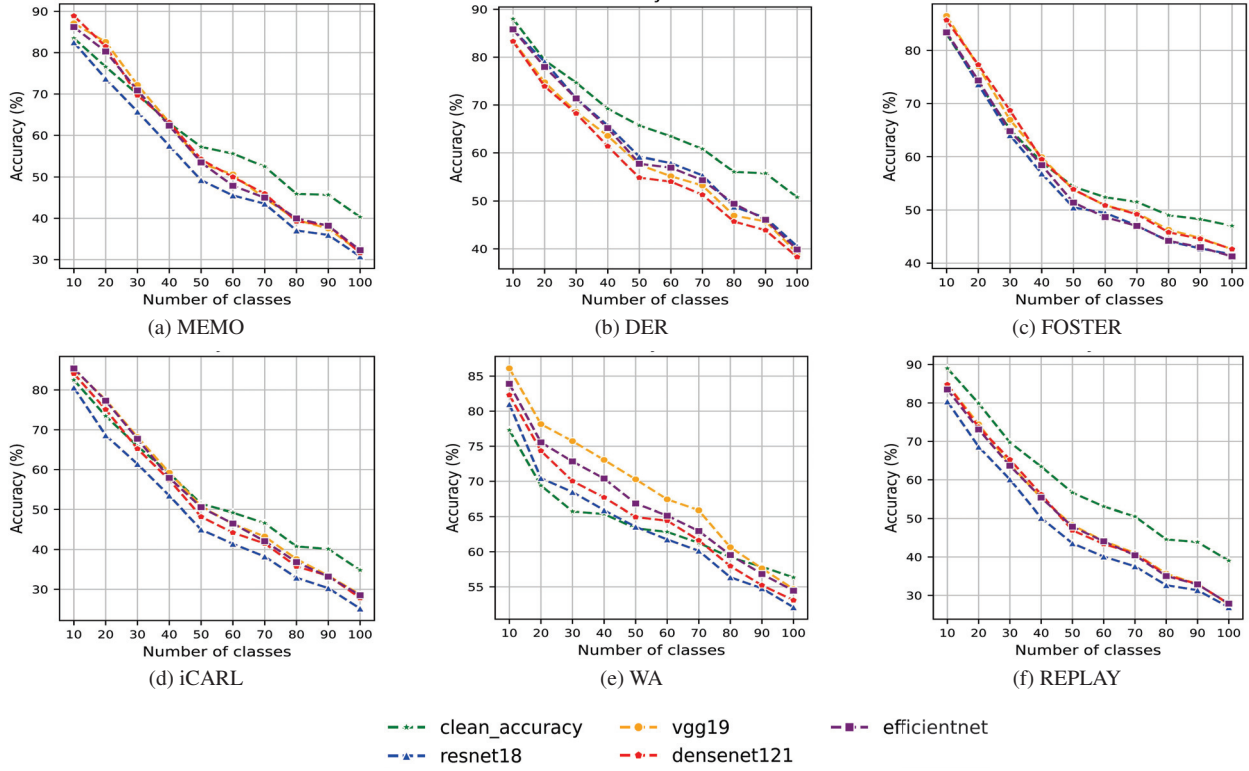 90
80
70
60
50
40
30
Accuracy (%)
10 20 30 40 50 60 70 80 90 100
Number of classes
(a) MEMO
90
80
70
60
50
40
Accuracy (%)
10 20 30 40 50 60 70 80 90 100
Number of classes
(b) DER
90
80
70
60
50
40
Accuracy (%)
10 20 30 40 50 60 70 80 90 100
Number of classes
(c) FOSTER
80
70
60
50
40
30
Accuracy (%)
10 20 30 40 50 60 70 80 90 100
Number of classes
(d) iCARL
85
80
75
70
65
60
55
Accuracy (%)
10 20 30 40 50 60 70 80 90 100
Number of classes
(e) WA
90
80
70
60
50
40
30
Accuracy (%)
10 20 30 40 50 60 70 80 90 100
Number of classes
(f) REPLAY
clean_accuracy vgg19 efficientnet
resnet18 densenet121